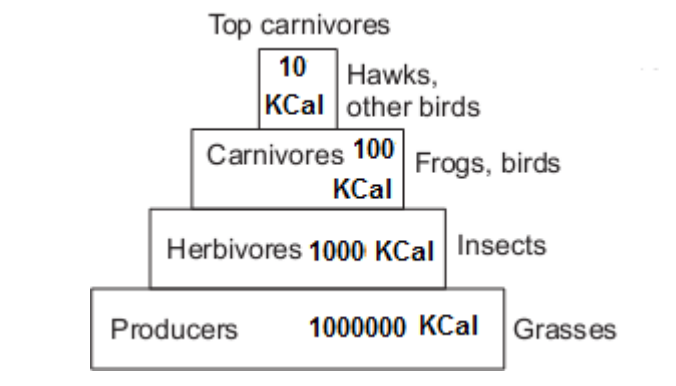 Top carnivores
10
KCal
Hawks,
other birds
Carnivores 100
KCal
Frogs, birds
Herbivores 1000 KCal
Insects
Producers 1000000 KCal
Grasses